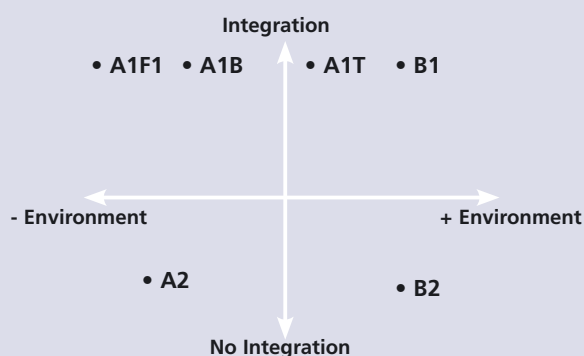 Integration
• A1F1 • A1B • A1T • B1
- Environment + Environment
• A2
• B2
No Integration